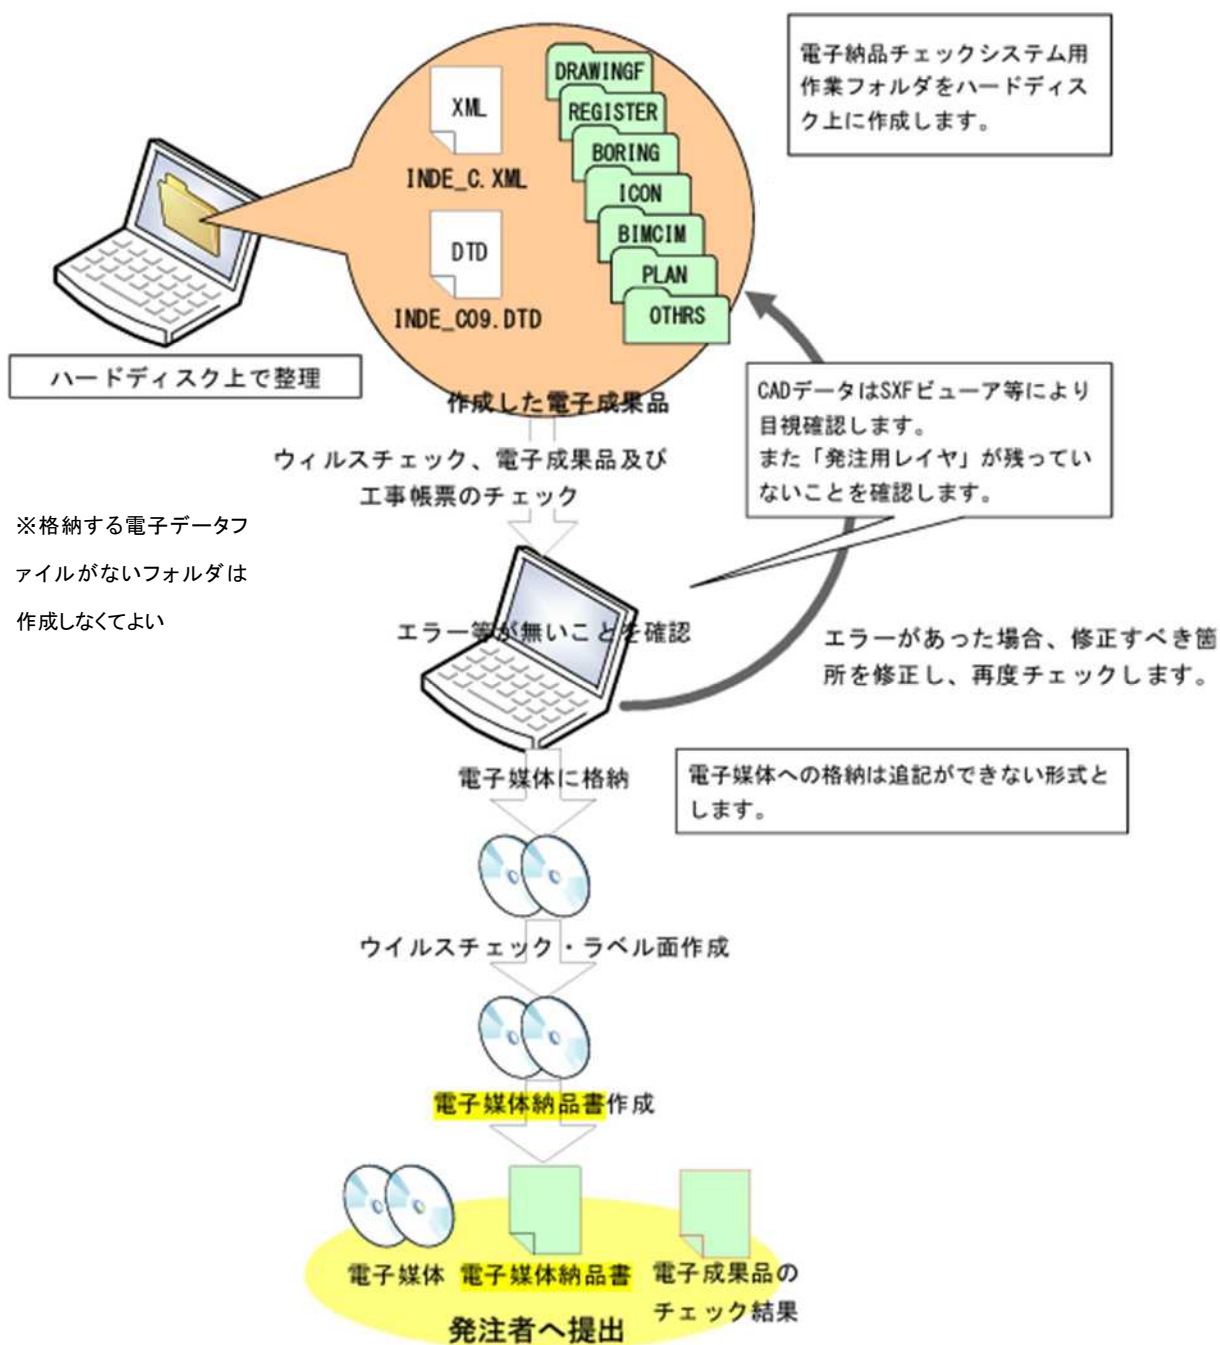 電子納品チェックシステム用
作業フォルダをハードディス
ク上に作成します。
DRAWINGF
REGISTER
BORING
ICON
BIMCIM
PLAN
OTHRS
XML
INDE_C.XML
DTD
INDE_C09.DTD
ハードディスク上で整理
作成した電子成果品
CADデータはSXFビューア等により
目視確認します。
また「発注用レイヤ」が残ってい
ないことを確認します。
ウィルスチェック、電子成果品及び
工事帳票のチェック
※格納する電子データフ
ァイルがないフォルダは
作成しなくてよい
エラー等が無いことを確認
エラーがあった場合、修正すべき箇
所を修正し、再度チェックします。
電子媒体に格納
電子媒体への格納は追記ができない形式と
します。
ウイルスチェック・ラベル面作成
電子媒体納品書作成
電子媒体
電子媒体納品書
電子成果品の
チェック結果
発注者へ提出